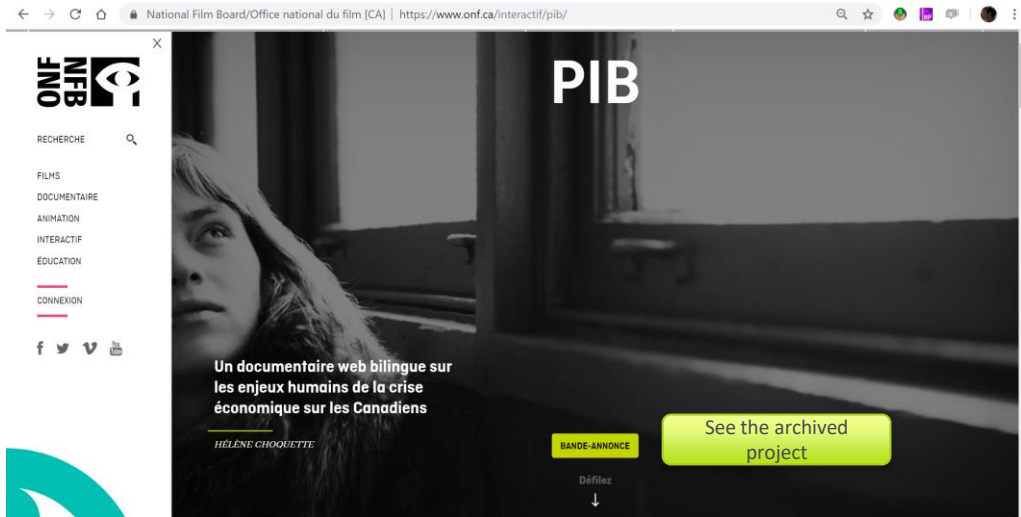 National Film Board/Office national du film [CA] | https://www.onf.ca/interactif/pib/
X
ONF
NFB
RECHERCHE
FILMS
DOCUMENTAIRE
ANIMATION
INTERACTIF
ÉDUCATION
CONNEXION
You
Tube
PIB
Un documentaire web bilingue sur
les enjeux humains de la crise
économique sur les Canadiens
HÉLÈNE CHOQUETTE
BANDE-ANNONCE
See the archived
project
Défilez